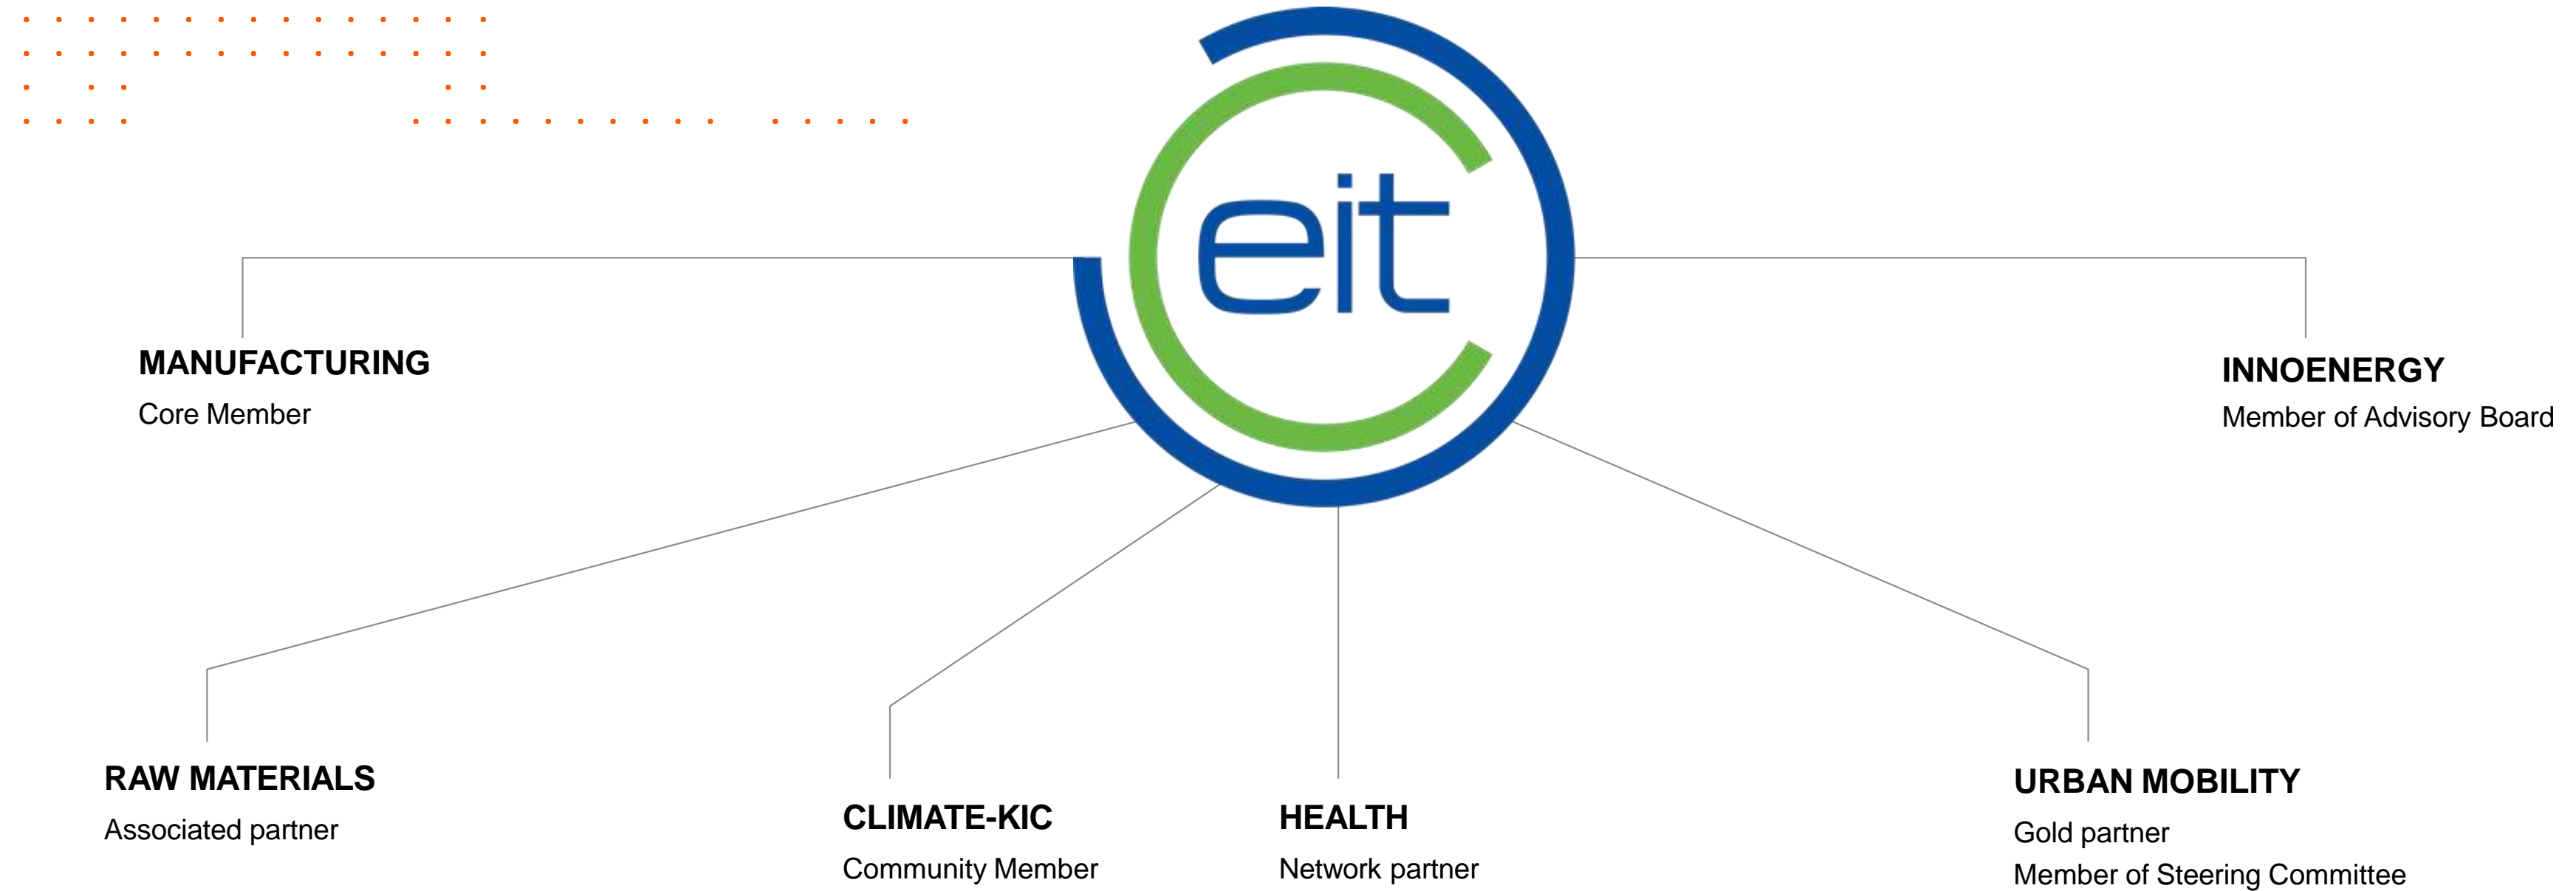 eit
MANUFACTURING
Core Member
INNOENERGY
Member of Advisory Board
RAW MATERIALS
Associated partner
CLIMATE-KIC
Community Member
HEALTH
Network partner
URBAN MOBILITY
Gold partner
Member of Steering Committee